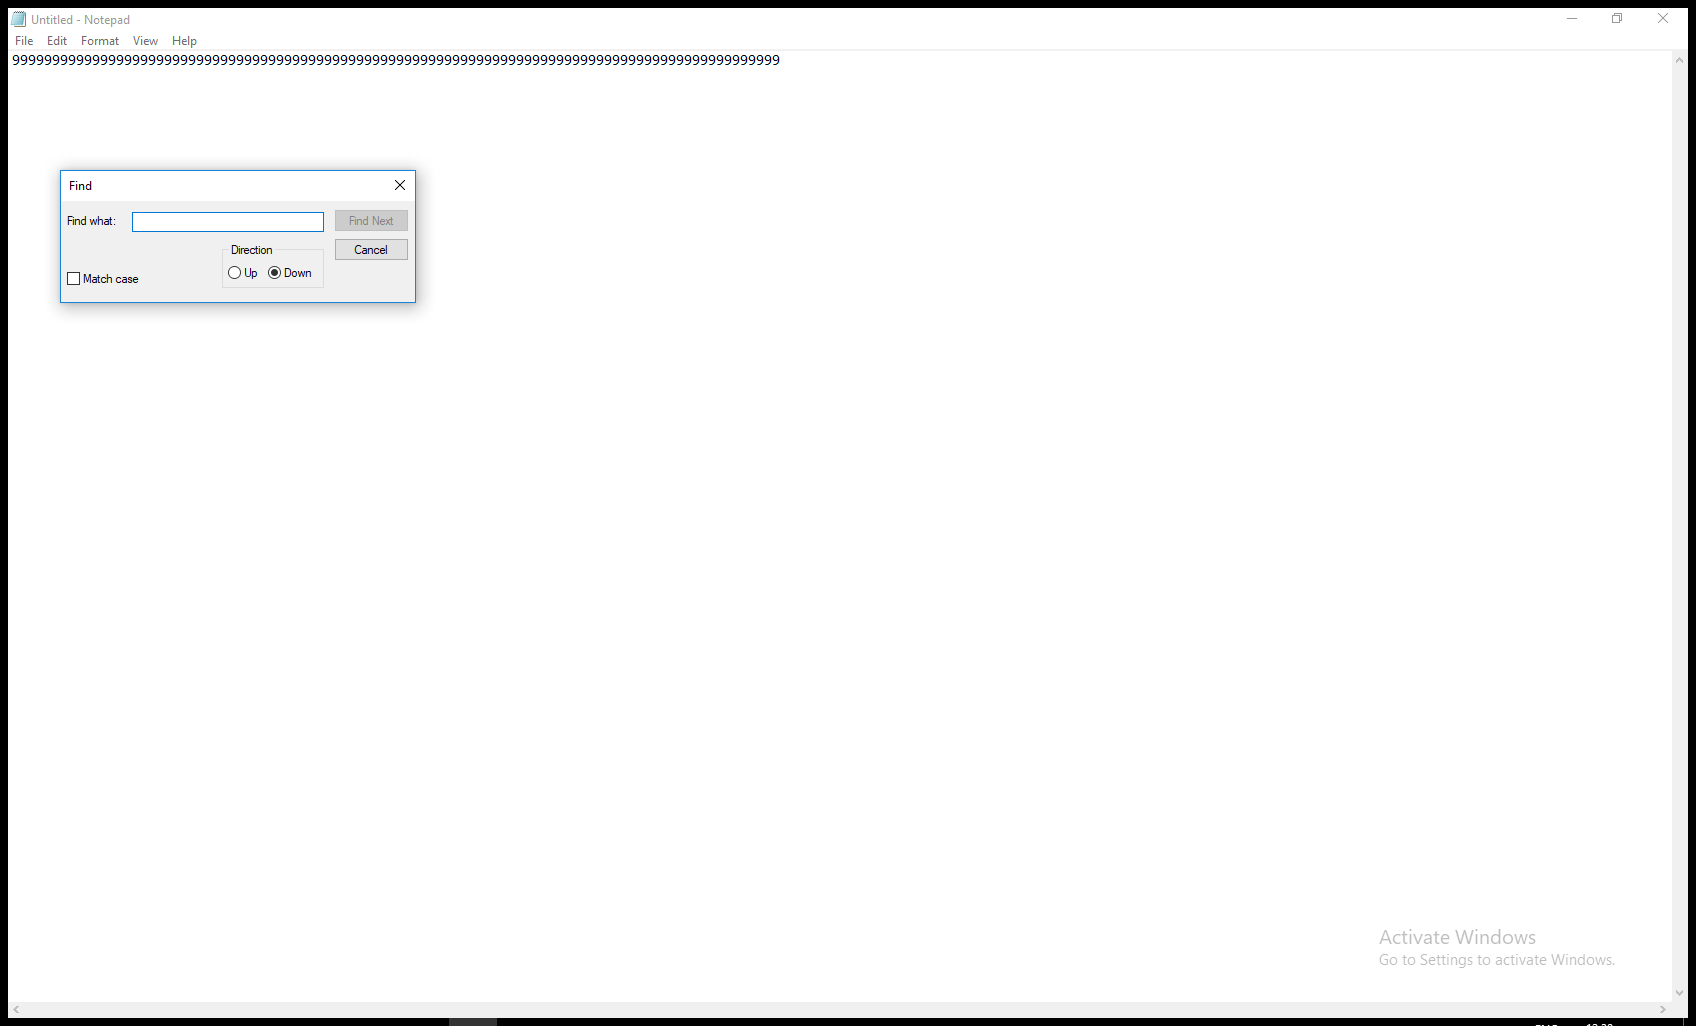 Untitled - Notepad
File Edit Format View Help
999999999999999999999999999999999999999999999999999999999999999999999999999999999999999999999999
Find
Find what:
Find Next
Direction
Cancel
Up Down
Match case
Activate Windows
Go to Settings to activate Windows.